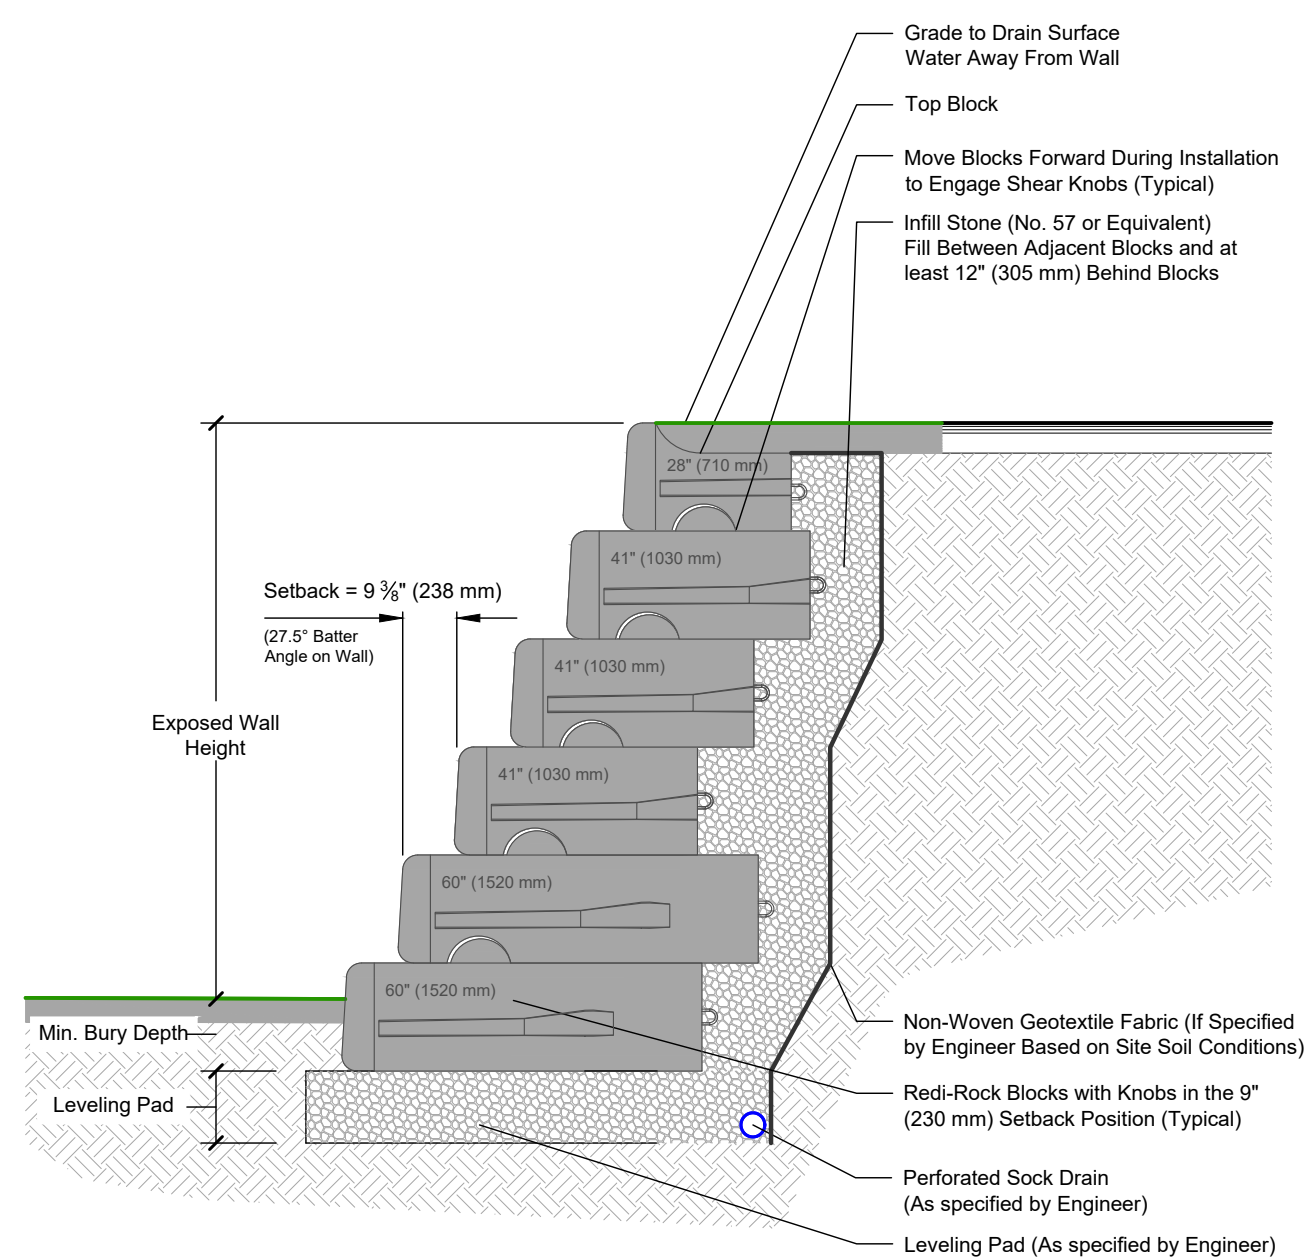 Grade to Drain Surface
Water Away From Wall
Top Block
Move Blocks Forward During Installation
to Engage Shear Knobs (Typical)
Infill Stone (No. 57 or Equivalent)
Fill Between Adjacent Blocks and at
least 12" (305 mm) Behind Blocks
28" (710 mm)
41" (1030 mm)
Setback = 9 3⁄8" (238 mm)
(27.5° Batter
Angle on Wall)
41" (1030 mm)
Exposed Wall
Height
41" (1030 mm)
60" (1520 mm)
60" (1520 mm)
Min. Bury Depth
Leveling Pad
Non-Woven Geotextile Fabric (If Specified
by Engineer Based on Site Soil Conditions)
Redi-Rock Blocks with Knobs in the 9"
(230 mm) Setback Position (Typical)
Perforated Sock Drain
(As specified by Engineer)
Leveling Pad (As specified by Engineer)